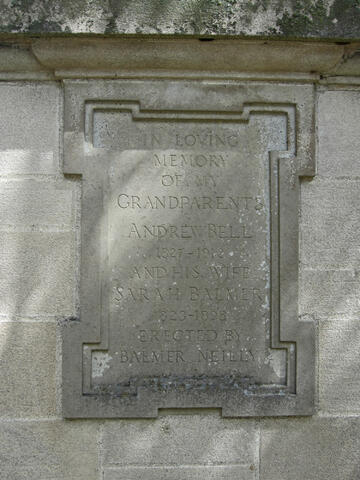 IN LOVING
MEMORY
OF MY
GRANDPARENTS
ANDREW BELL
AND HIS WIFE
SARAH BALMER
ERECTED BY
BALMER NEILLY